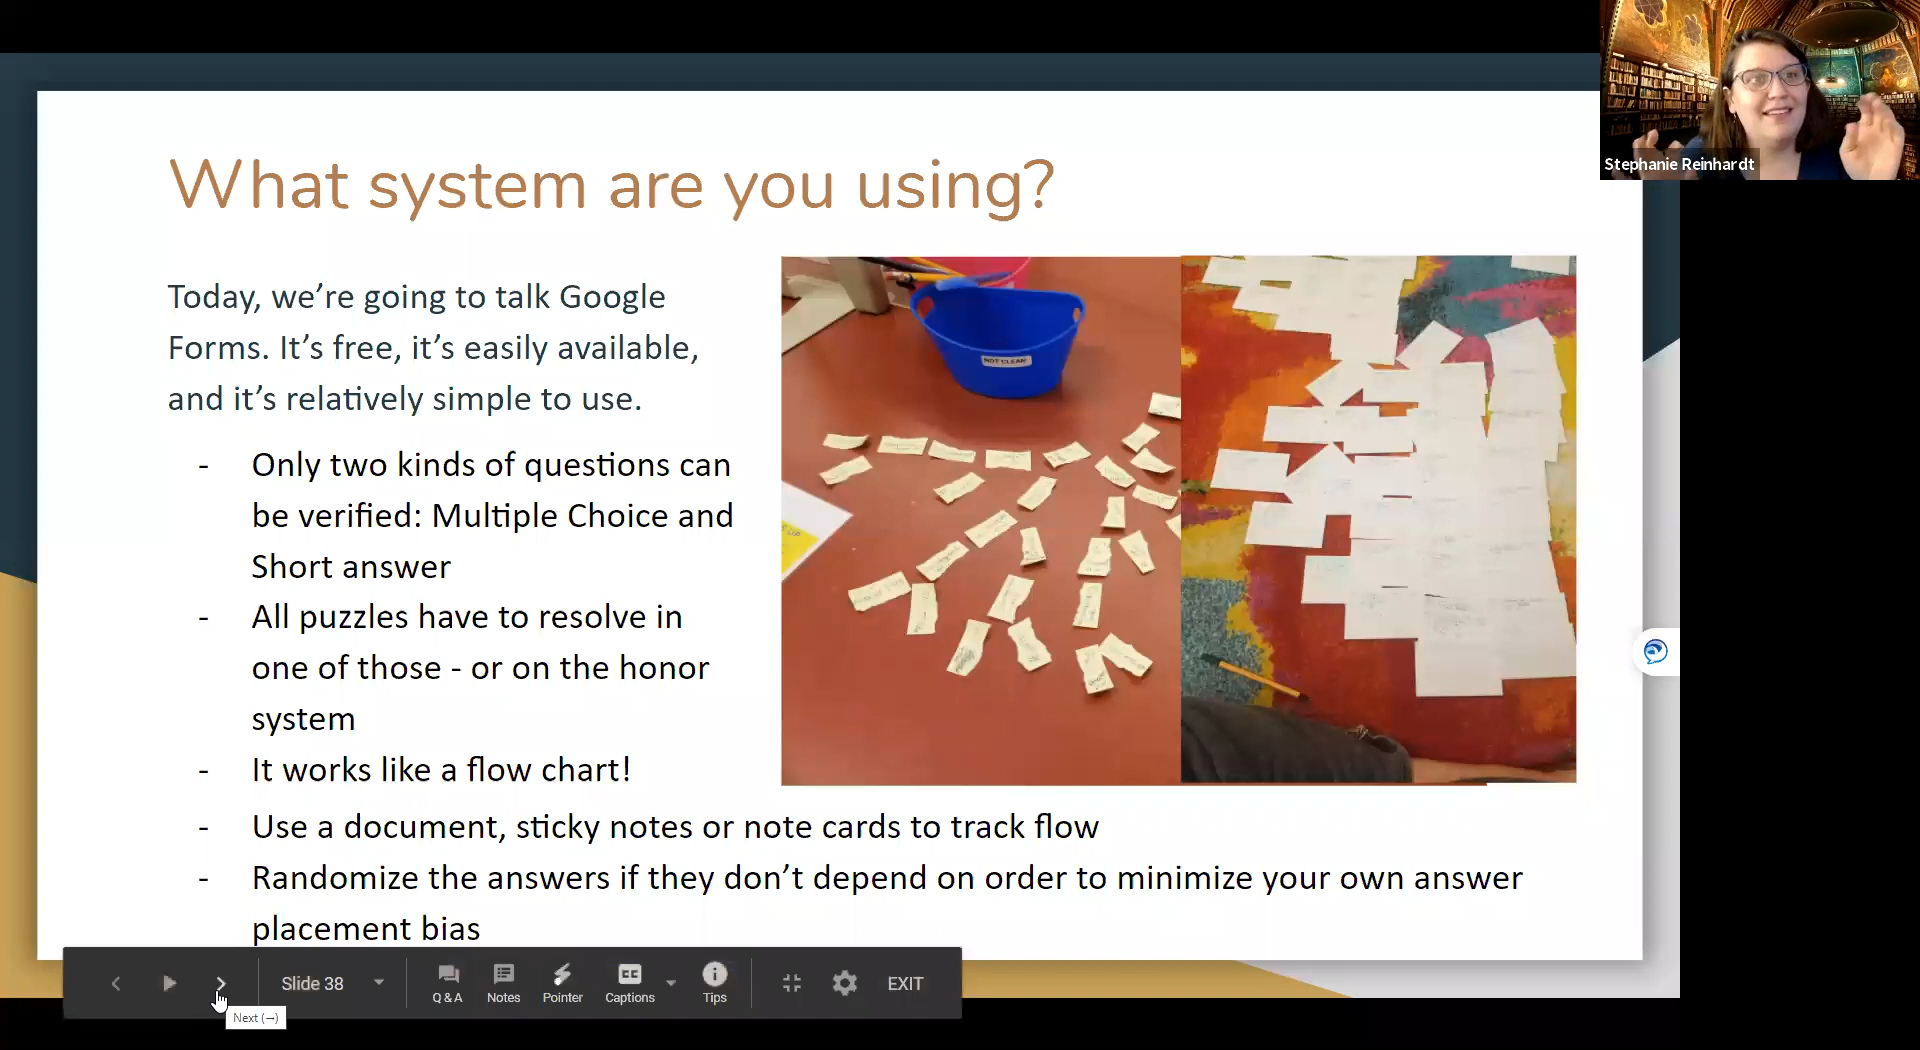 What system are you using?
Today, we’re going to talk Google
Forms. It’s free, it’s easily available,
and it’s relatively simple to use.
- Only two kinds of questions can
be verified: Multiple Choice and
Short answer
- All puzzles have to resolve in
one of those - or on the honor
system
- It works like a flow chart!
- Use a document, sticky notes or note cards to track flow
- Randomize the answers if they don’t depend on order to minimize your own answer
placement bias
NOT CLEAN
Stephanie Reinhardt
Slide 38
Q & A
Notes
Pointer
CC
Captions
Tips
EXIT
Next (→)